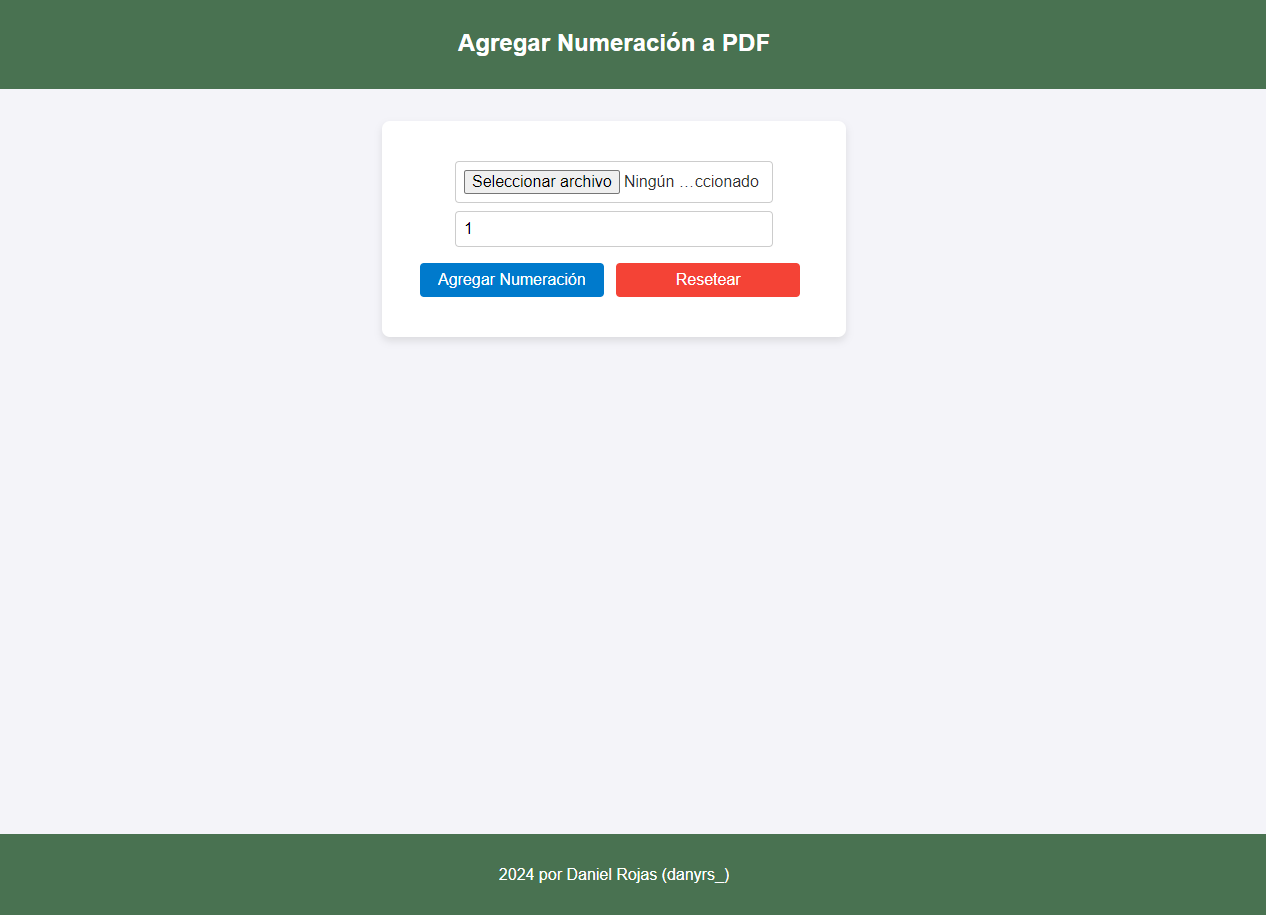 Agregar Numeración a PDF
Seleccionar archivo Ningún …ccionado
1
Agregar Numeración Resetear
2024 por Daniel Rojas (danyrs_)